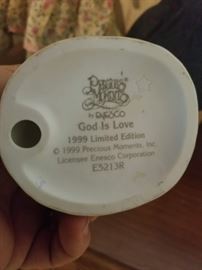 Precious
Moments®
by ENESCO
God Is Love
1999 Limited Edition
© 1999 Precious Moments, Inc.
Licensee Enesco Corporation
E5213R